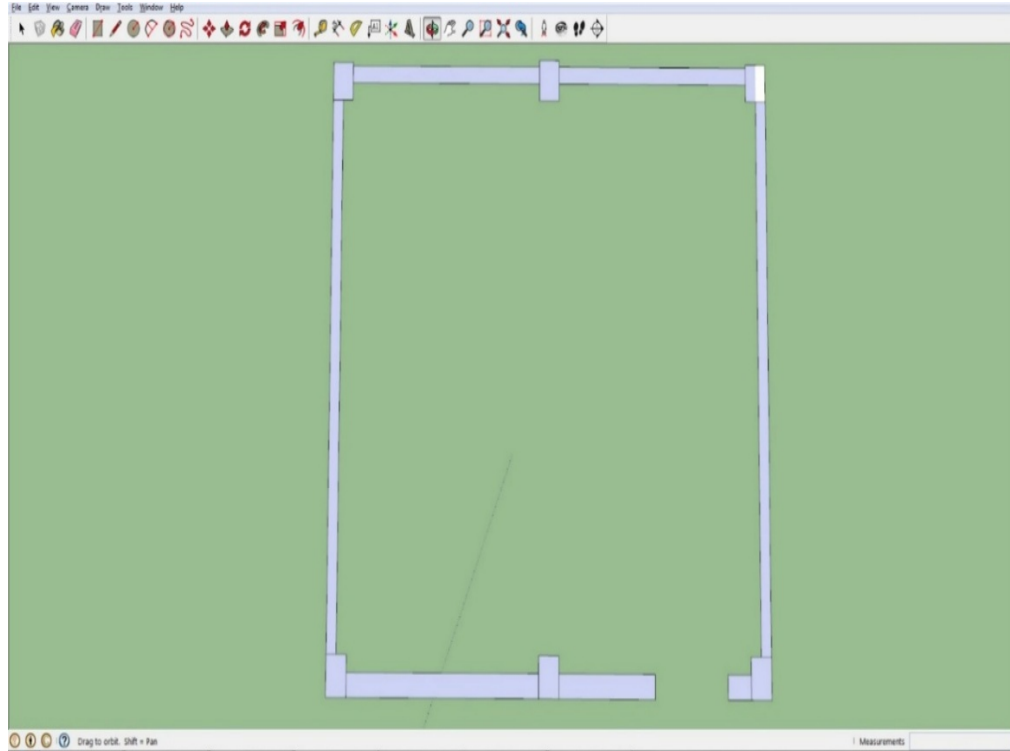 File Edit View Camera Draw Tools Window Help
Drag to orbit. Shift = Pan
Measurements